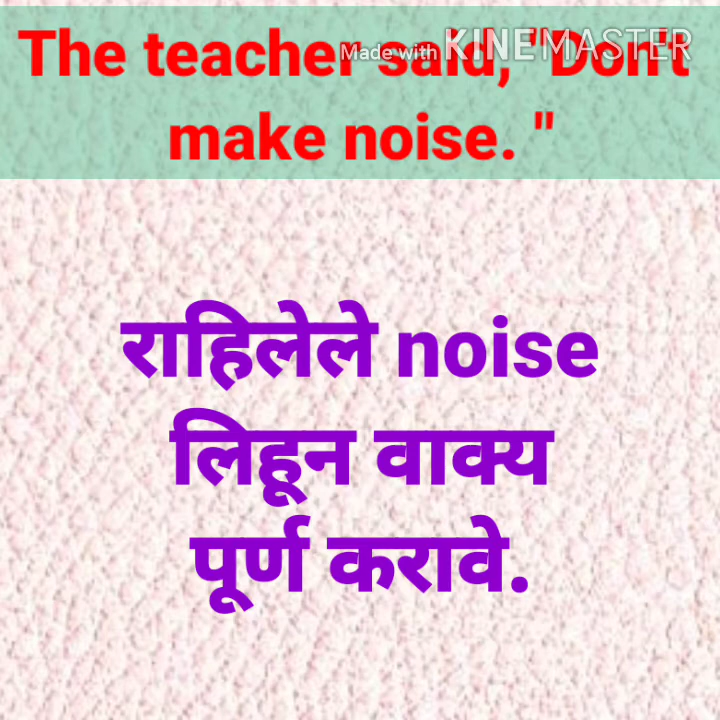 The teacher said, "Don't
Made with KINEMASTER
make noise. "
राहिलेले noise
लिहून वाक्य
पूर्ण करावे.